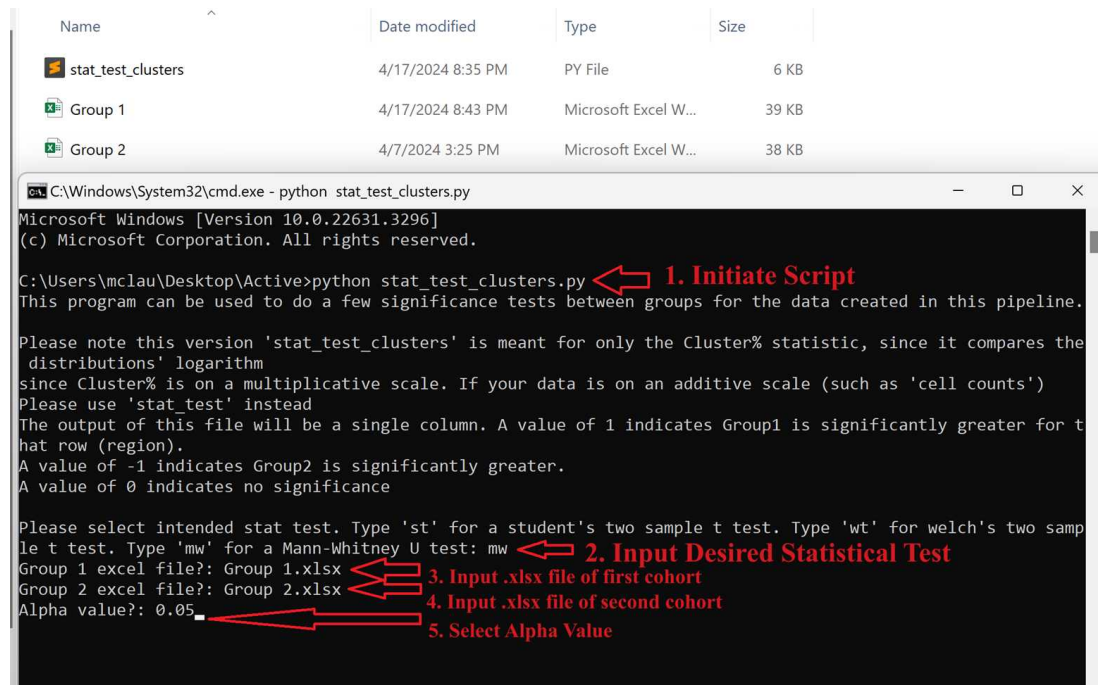 Name Date modified Type Size
stat_test_clusters 4/17/2024 8:35 PM PY File 6 KB
Group 1 4/17/2024 8:43 PM Microsoft Excel W... 39 KB
Group 2 4/7/2024 3:25 PM Microsoft Excel W... 38 KB
C:\Windows\System32\cmd.exe - python stat_test_clusters.py
Microsoft Windows [Version 10.0.22631.3296]
(c) Microsoft Corporation. All rights reserved.
C:\Users\mclau\Desktop\Active>python stat_test_clusters.py 1. Initiate Script
This program can be used to do a few significance tests between groups for the data created in this pipeline.
Please note this version 'stat_test_clusters' is meant for only the Cluster% statistic, since it compares the
distributions' logarithm
since Cluster% is on a multiplicative scale. If your data is on an additive scale (such as 'cell counts')
Please use 'stat_test' instead
The output of this file will be a single column. A value of 1 indicates Group1 is significantly greater for t
hat row (region).
A value of -1 indicates Group2 is significantly greater.
A value of 0 indicates no significance
Please select intended stat test. Type 'st' for a student's two sample t test. Type 'wt' for welch's two samp
le t test. Type 'mw' for a Mann-Whitney U test: mw 2. Input Desired Statistical Test
Group 1 excel file?: Group 1.xlsx 3. Input .xlsx file of first cohort
Group 2 excel file?: Group 2.xlsx 4. Input .xlsx file of second cohort
Alpha value?: 0.05 5. Select Alpha Value